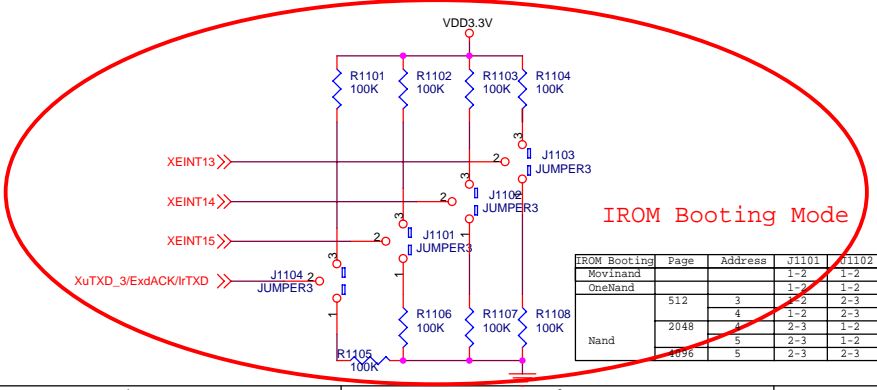 VDD3.3V
R1101 R1102 R1103 R1104
100K 100K 100K 100K
3
XEINT13 2 J1103
JUMPER3
1
3
XEINT14 2 J1102
JUMPER3
1
3
XEINT15 2 J1101
JUMPER3
1
3
XuTXD_3/ExdACK/IrTXD J1104 2
JUMPER3
1
R1106 R1107 R1108
100K 100K 100K
R1105
100K
IROM Booting Mode
IROM Booting Page Address J1101 J1102
Movinand 1-2 1-2
OneNand 1-2 1-2
512 3 1-2 2-3
4 1-2 2-3
2048 4 2-3 1-2
Nand 5 2-3 1-2
4096 5 2-3 2-3